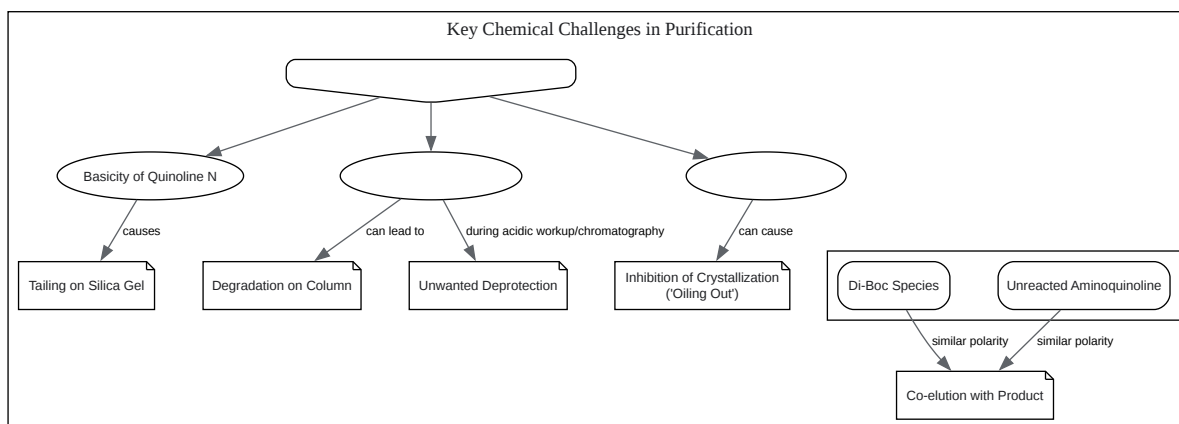 Key Chemical Challenges in Purification
Basicity of Quinoline N
causes
can lead to
during acidic workup/chromatography
can cause
Tailing on Silica Gel
Degradation on Column
Unwanted Deprotection
Inhibition of Crystallization
('Oiling Out')
Di-Boc Species
Unreacted Aminoquinoline
similar polarity
similar polarity
Co-elution with Product